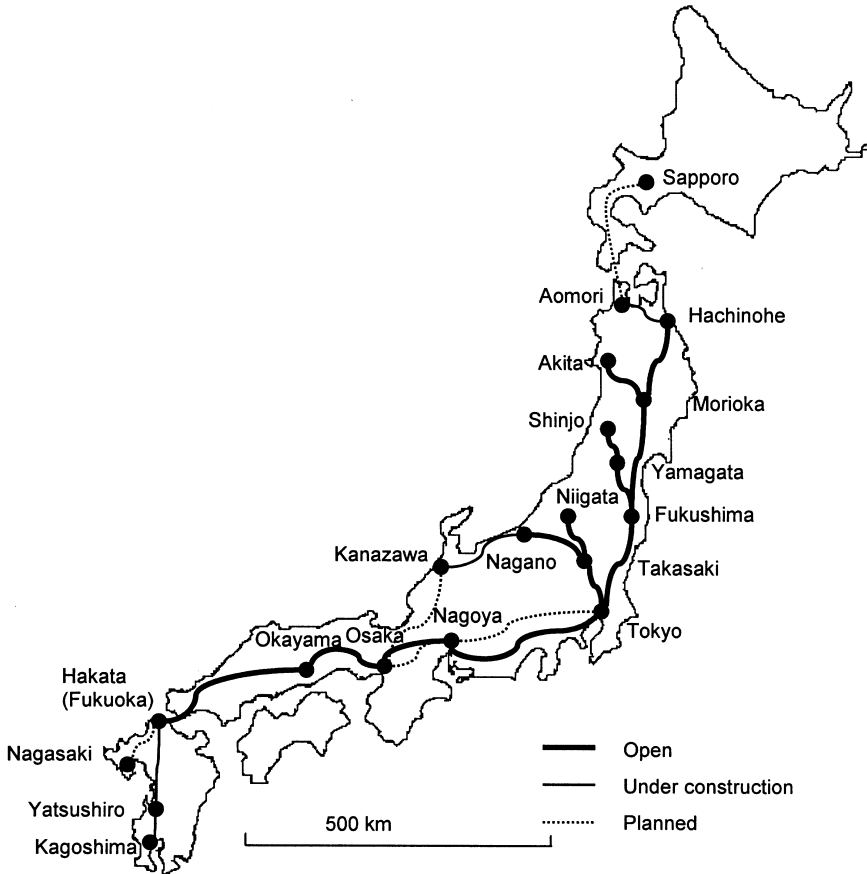 Sapporo
Aomori
Hachinohe
Akita
Morioka
Shinjo
Yamagata
Niigata
Fukushima
Kanazawa
Nagano
Takasaki
Nagoya
Tokyo
Okayama
Osaka
Hakata
(Fukuoka)
Nagasaki
Open
Under construction
Yatsushiro
500 km
Planned
Kagoshima